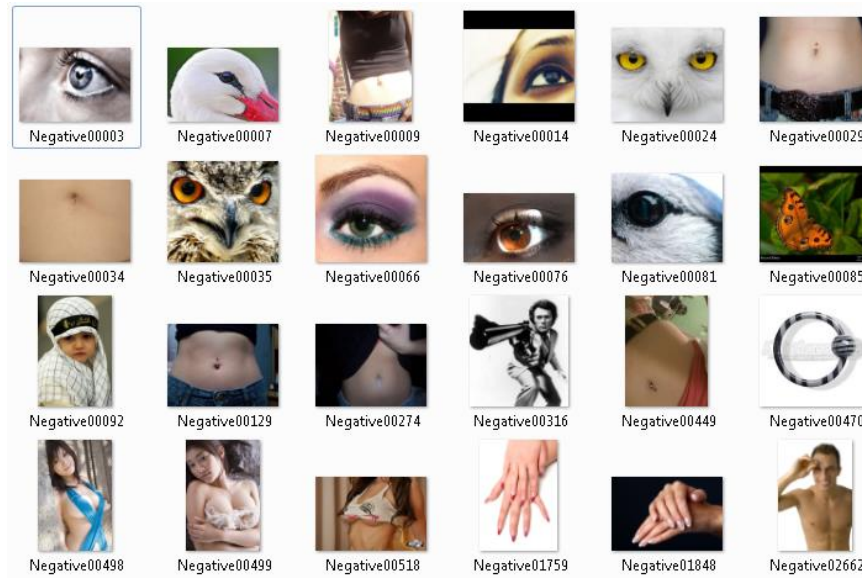 Negative00003 Negative00007 Negative00009 Negative00014 Negative00024 Negative00029
Negative00034 Negative00035 Negative00066 Negative00076 Negative00081 Negative00085
Negative00092 Negative00129 Negative00274 Negative00316 Negative00449 Negative00470
Negative00498 Negative00499 Negative00518 Negative01759 Negative01848 Negative02662